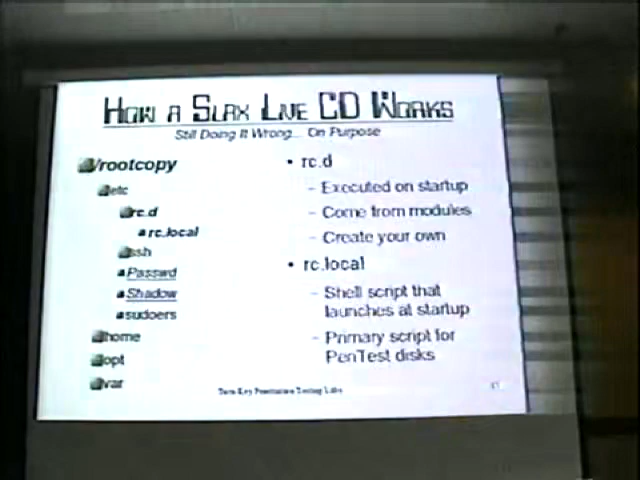 How a Slax Live CD Works
Still Doing It Wrong... On Purpose
/rootcopy
etc
rc.d
rc.local
ssh
Passwd
Shadow
sudoers
home
opt
var
• rc.d
– Executed on startup
– Come from modules
– Create your own
• rc.local
– Shell script that
launches at startup
– Primary script for
PenTest disks
Turn-Key Penetration Testing Labs